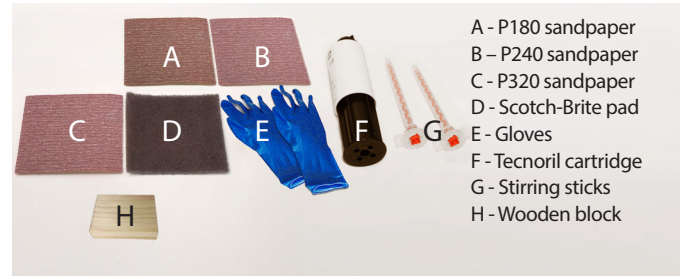 A
B
C
D
E
F
G
H
A - P180 sandpaper
B – P240 sandpaper
C - P320 sandpaper
D - Scotch-Brite pad
E - Gloves
F - Tecnoril cartridge
G - Stirring sticks
H - Wooden block